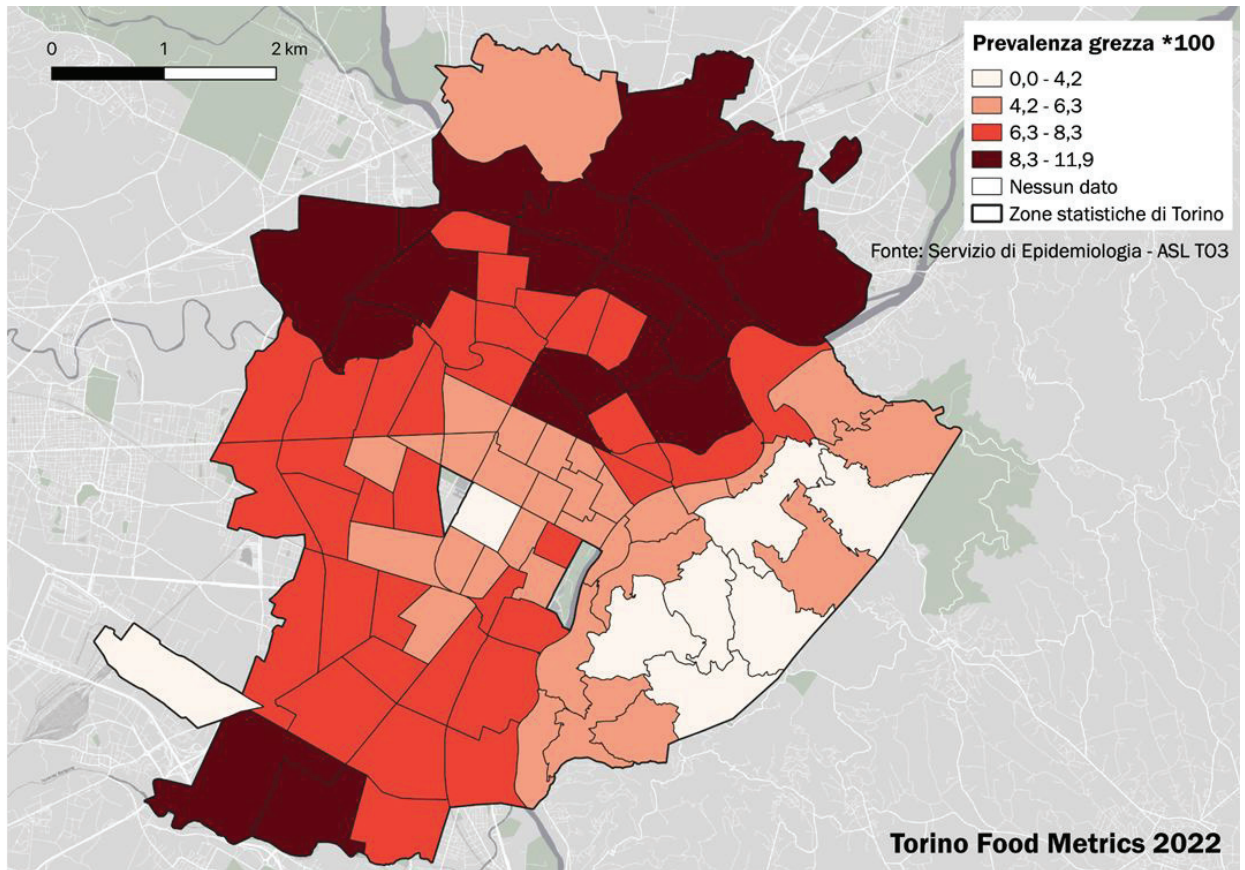 0 1 2 km
Prevalenza grezza *100
0,0 - 4,2
4,2 - 6,3
6,3 - 8,3
8,3 - 11,9
Nessun dato
Zone statistiche di Torino
Fonte: Servizio di Epidemiologia - ASL TO3
Torino Food Metrics 2022